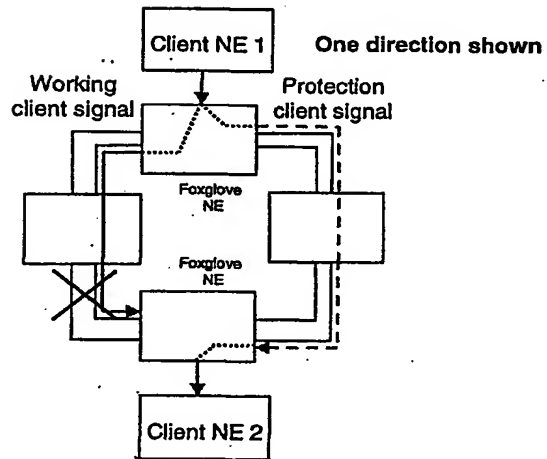 Client NE 1
One direction shown
Working
client signal
Protection
client signal
Foxglove
NE
Foxglove
NE
Client NE 2